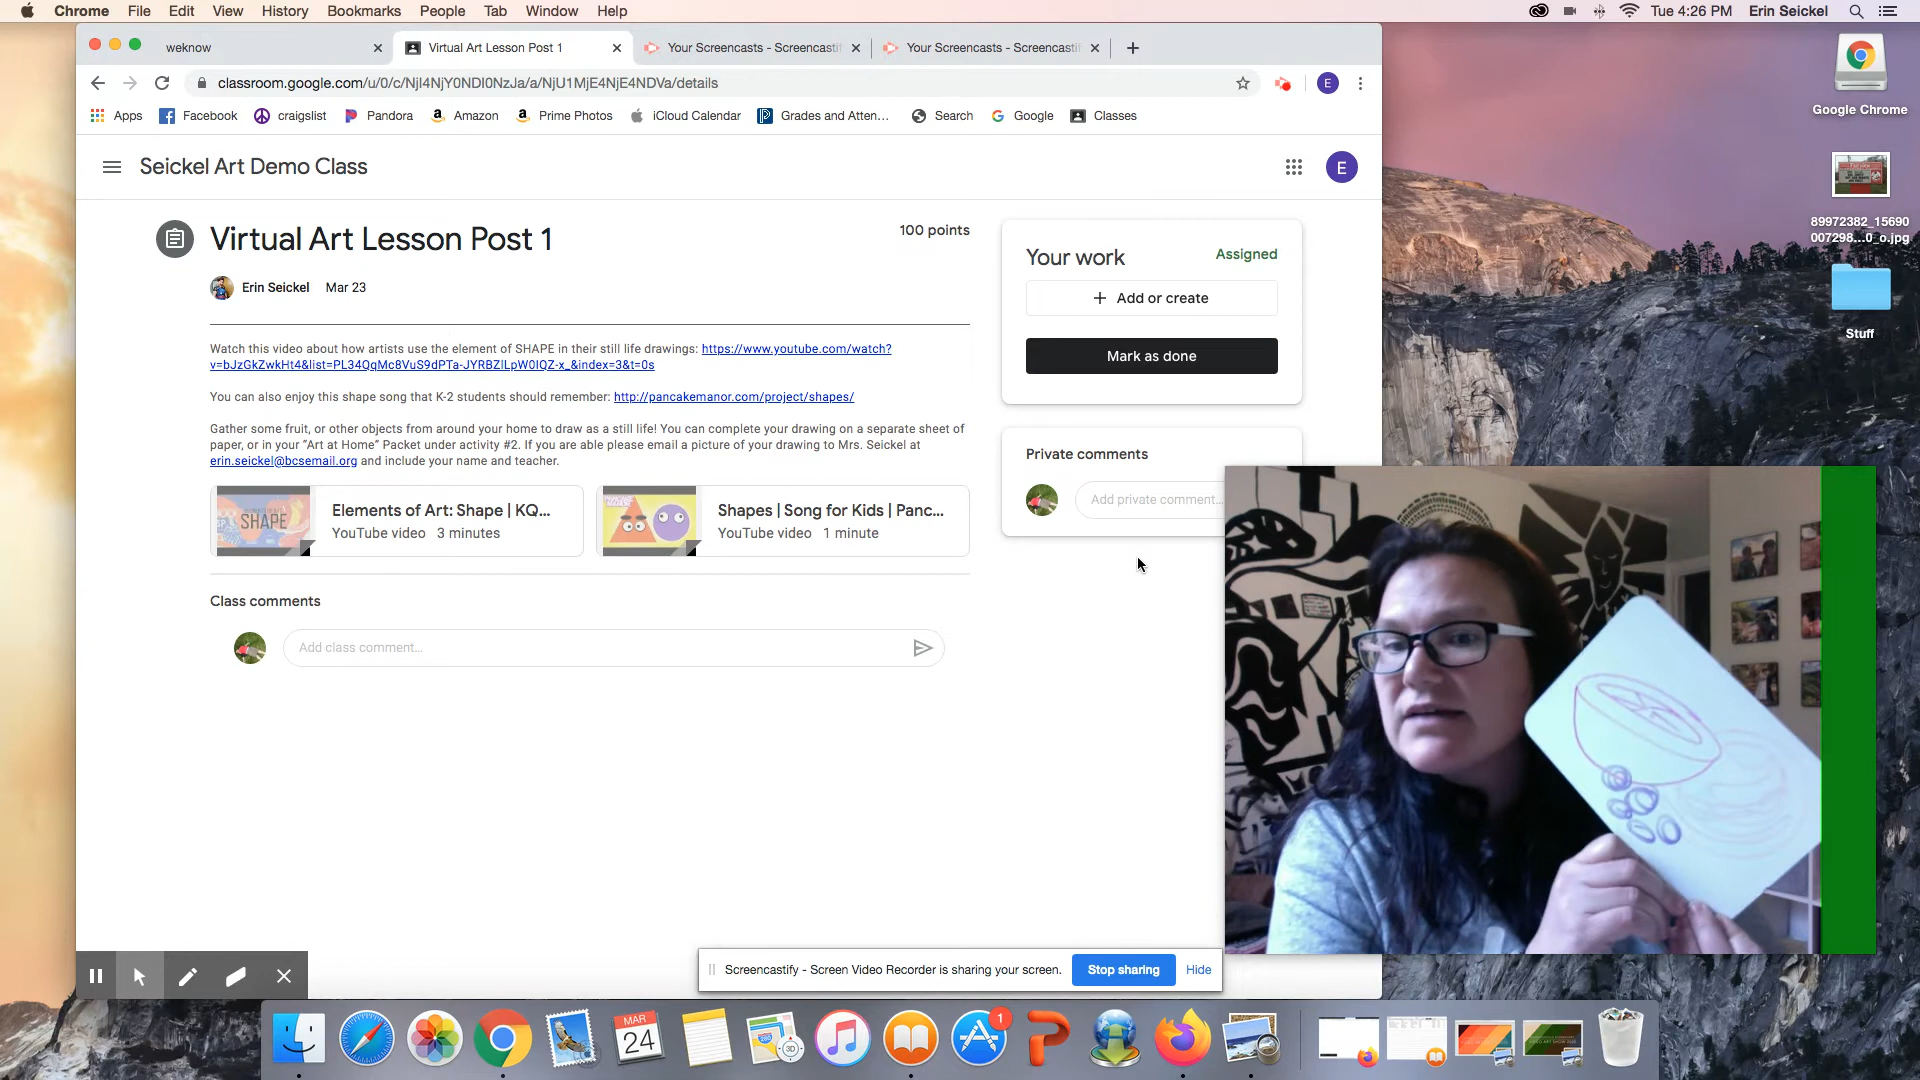 Chrome File Edit View History Bookmarks People Tab Window Help
Tue 4:26 PM Erin Seickel
weknow
Virtual Art Lesson Post 1
Your Screencasts - Screencastif
Your Screencasts - Screencastif
classroom.google.com/u/0/c/NjI4NjY0NDI0NzJa/a/NjU1MjE4NjE4NDVa/details
Apps Facebook craigslist Pandora Amazon Prime Photos iCloud Calendar Grades and Atten... Search Google Classes
Seickel Art Demo Class
E
Virtual Art Lesson Post 1
100 points
Erin Seickel Mar 23
Watch this video about how artists use the element of SHAPE in their still life drawings: https://www.youtube.com/watch?
v=bJzGkZwkHt4&list=PL34QqMc8VuS9dPTa-JYRBZILpW0IQZ-x_&index=3&t=0s
You can also enjoy this shape song that K-2 students should remember: http://pancakemanor.com/project/shapes/
Gather some fruit, or other objects from around your home to draw as a still life! You can complete your drawing on a separate sheet of
paper, or in your "Art at Home" Packet under activity #2. If you are able please email a picture of your drawing to Mrs. Seickel at
erin.seickel@bcsemail.org and include your name and teacher.
SHAPE
Elements of Art: Shape | KQ...
YouTube video 3 minutes
Shapes | Song for Kids | Panc...
YouTube video 1 minute
Class comments
Add class comment...
Your work
Assigned
+ Add or create
Mark as done
Private comments
Add private comment...
Google Chrome
89972382_15690
007298...0_o.jpg
Stuff
Screencastify - Screen Video Recorder is sharing your screen.
Stop sharing
Hide
MAR
24
280
3D
1